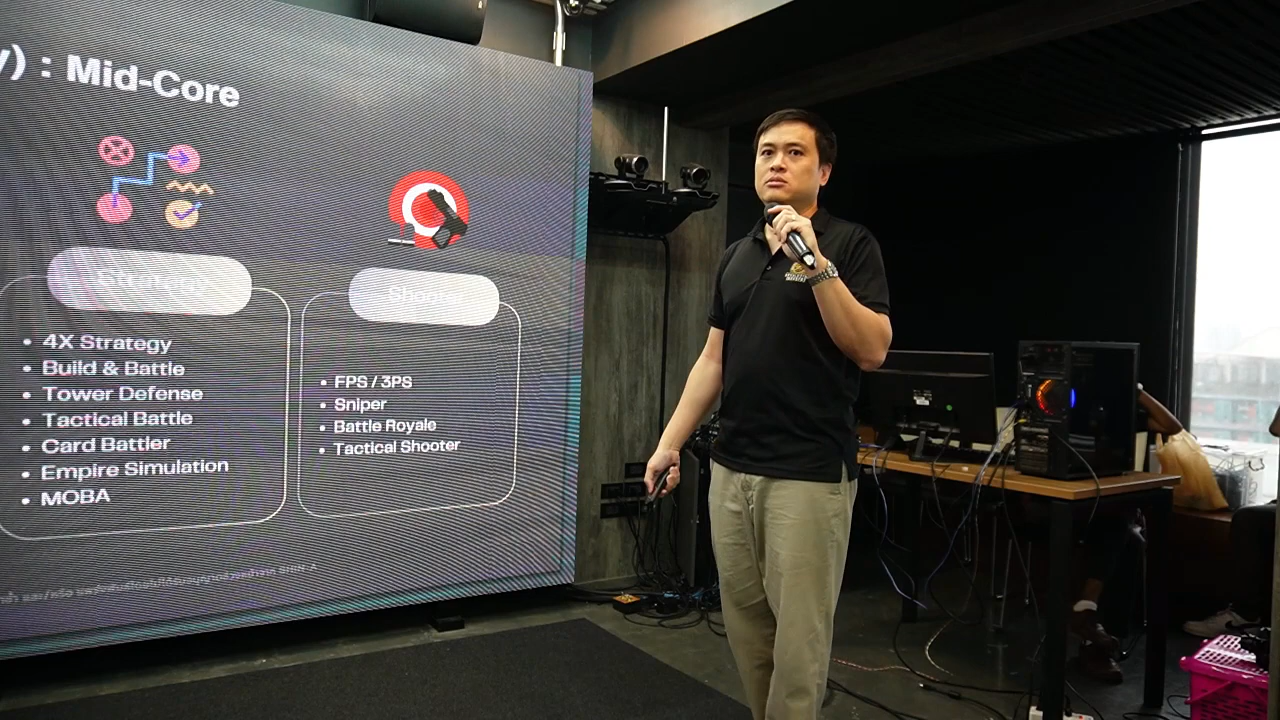 ) : Mid-Core
Shooter
4X Strategy
Build & Battle
Tower Defense
Tactical Battle
Card Battler
Empire Simulation
MOBA
FPS / 3PS
Sniper
Battle Royale
Tactical Shooter